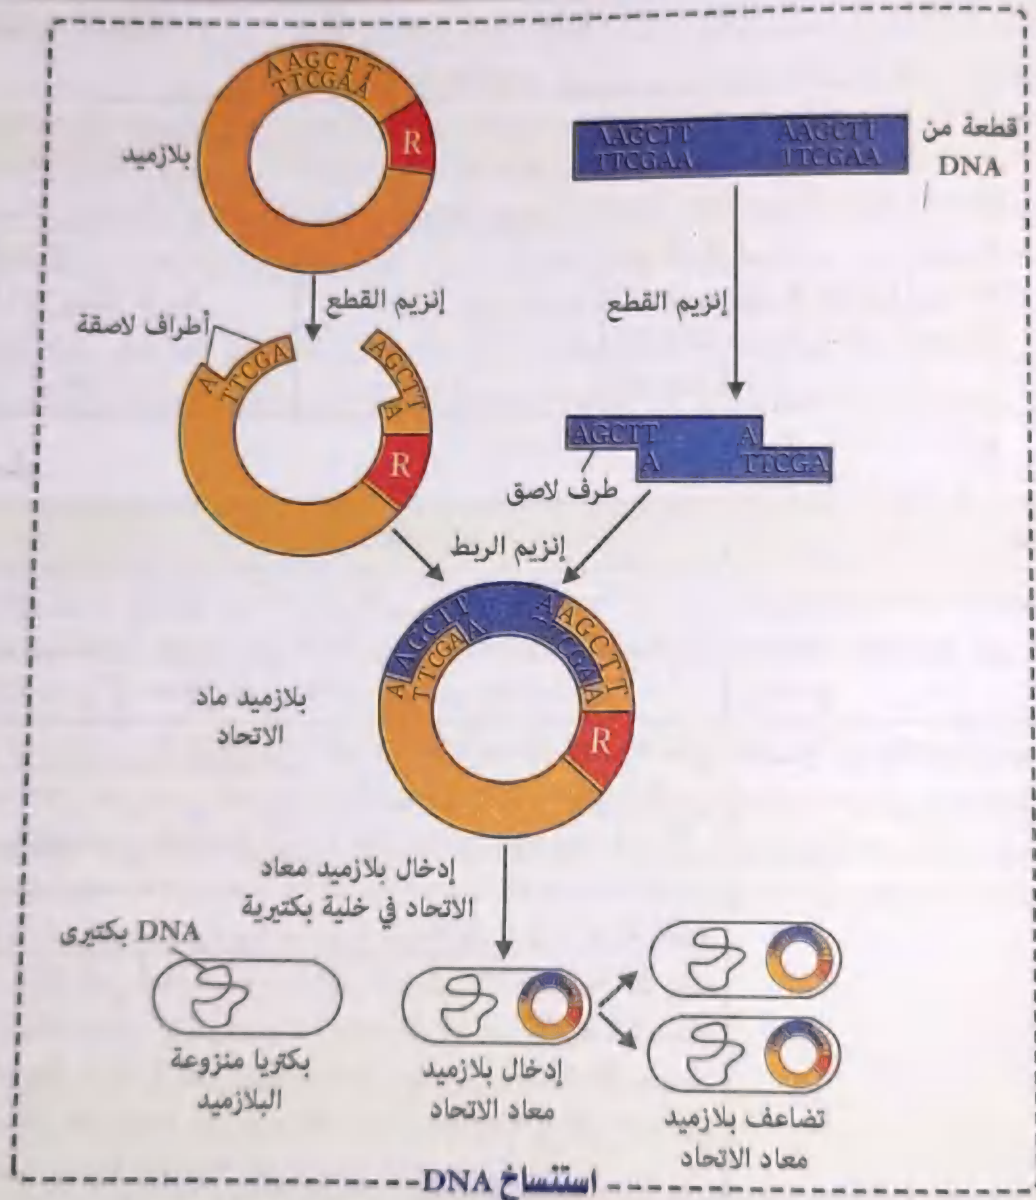 AAGCTT
TTCGAA
R
بلازميد
AAGCTT AAGCTT
TTCGAA TTCGAA
قطعة من
DNA
إنزيم القطع
إنزيم القطع
أطراف لاصقة
A
TTCGA
AGCTT
A
R
AGCTT A
A TTCGA
طرف لاصق
إنزيم الربط
A AGCTT A AGCTT
TTCGA A TTCGA A
R
بلازميد ماد
الاتحاد
إدخال بلازميد معاد
الاتحاد في خلية بكتيرية
DNA بكتيرى
بكتريا منزوعة
البلازميد
إدخال بلازميد
معاد الاتحاد
تضاعف بلازميد
معاد الاتحاد
استنساخ DNA